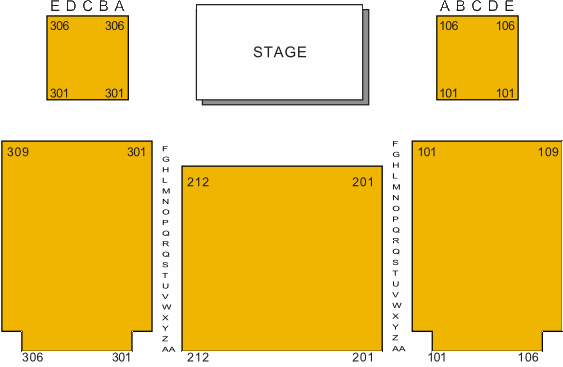 E D C B A
A B C D E
306 306
STAGE
106 106
301 301
101 101
F
G
H
L
M
N
O
P
Q
R
Q
S
T
U
V
W
X
Y
Z
AA
F
G
H
L
M
N
O
P
Q
R
Q
S
T
U
V
W
X
Y
Z
AA
309 301
212 201
101 109
306 301
212 201
101 106